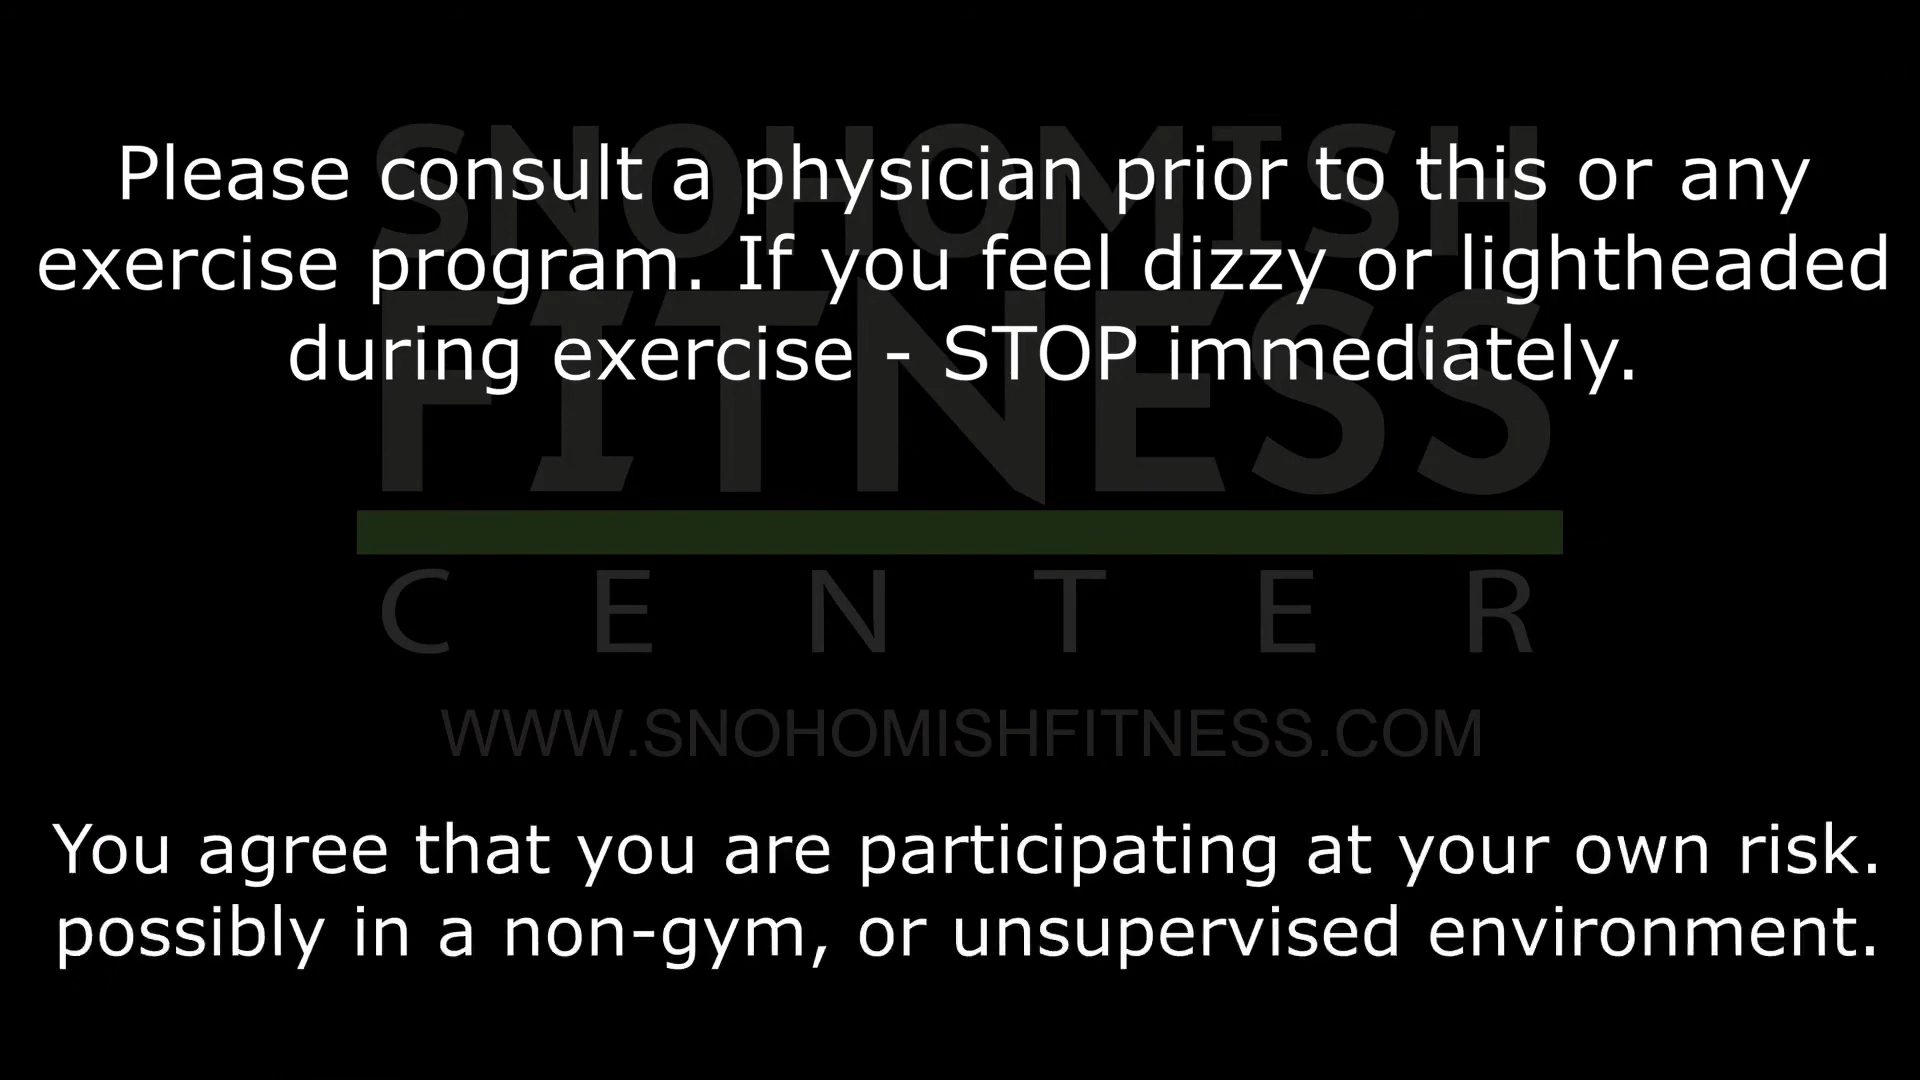 Please consult a physician prior to this or any
exercise program. If you feel dizzy or lightheaded
during exercise - STOP immediately.
SNOHOMISH
FITNESS
CENTER
WWW.SNOHOMISHFITNESS.COM
You agree that you are participating at your own risk.
possibly in a non-gym, or unsupervised environment.